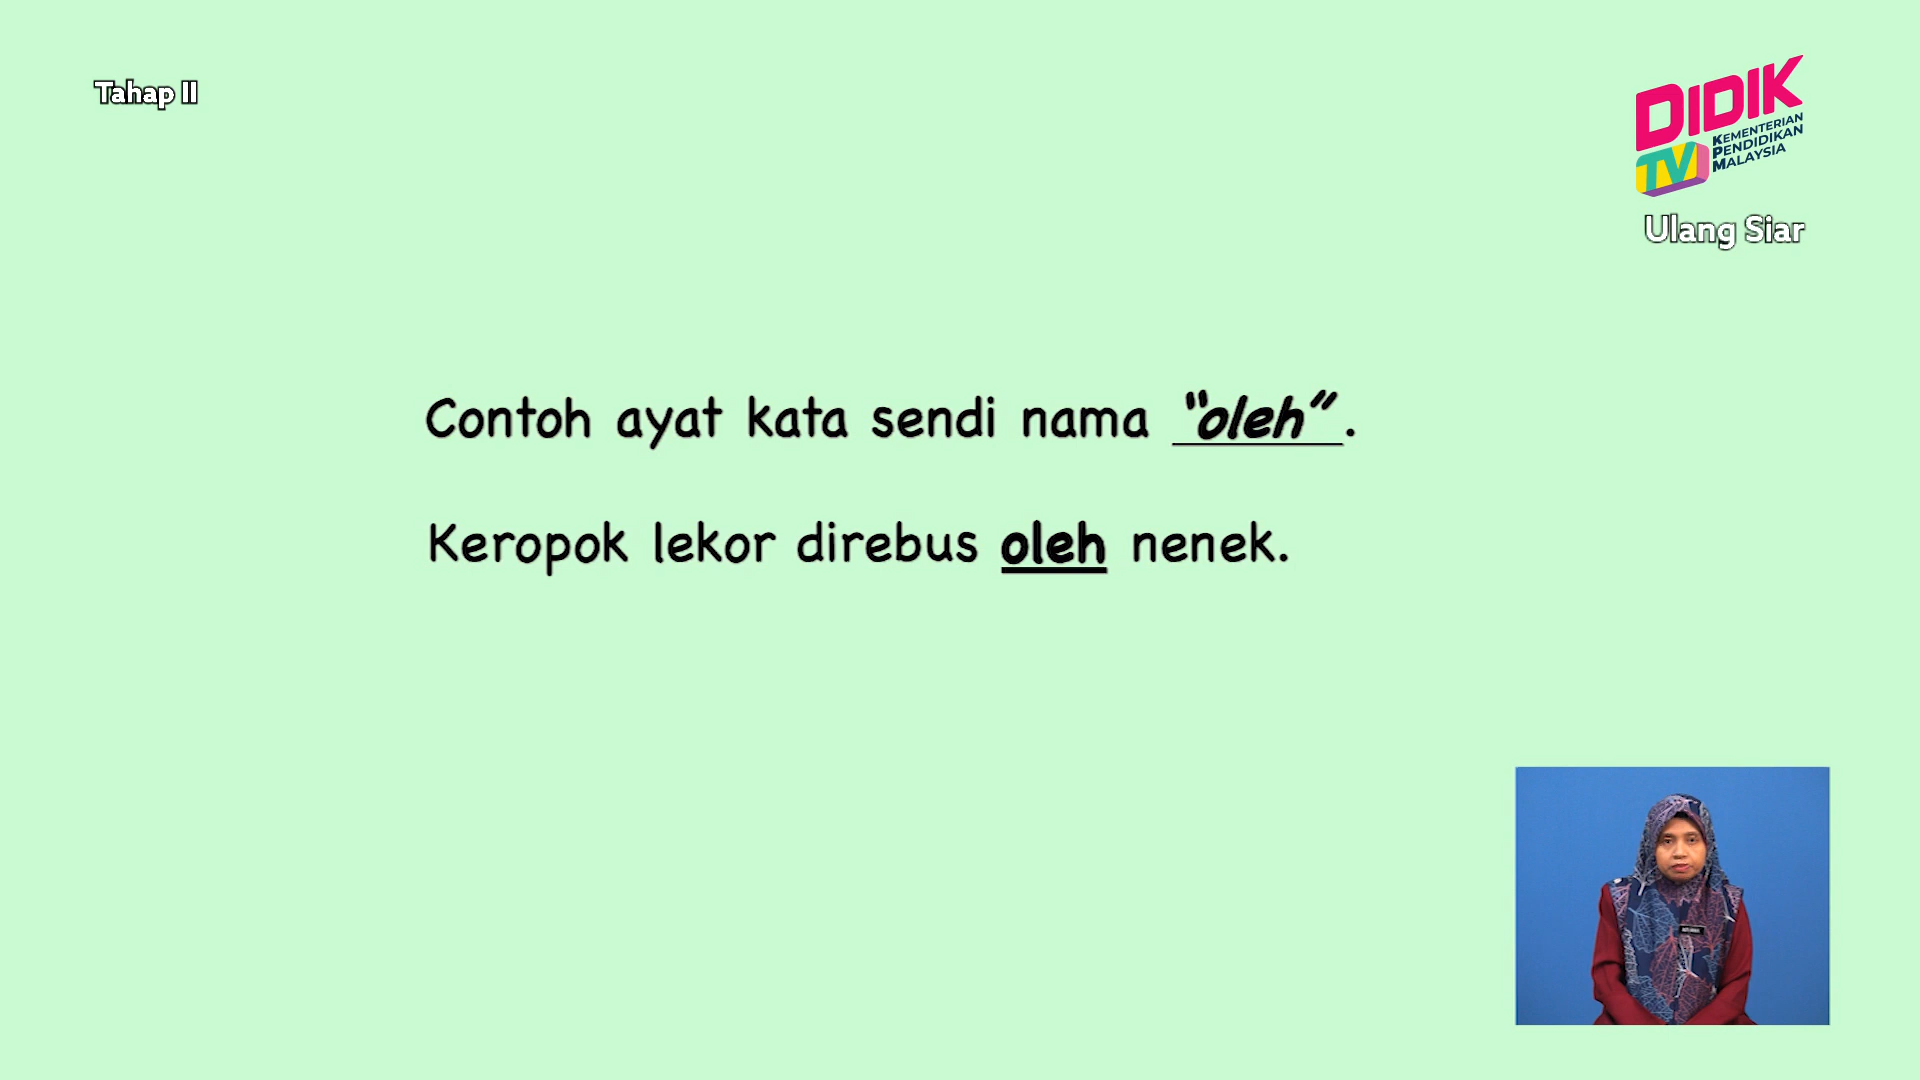 Tahap II
DIDIK
TV
KEMENTERIAN
PENDIDIKAN
MALAYSIA
Ulang Siar
Contoh ayat kata sendi nama “oleh”.
Keropok lekor direbus oleh nenek.